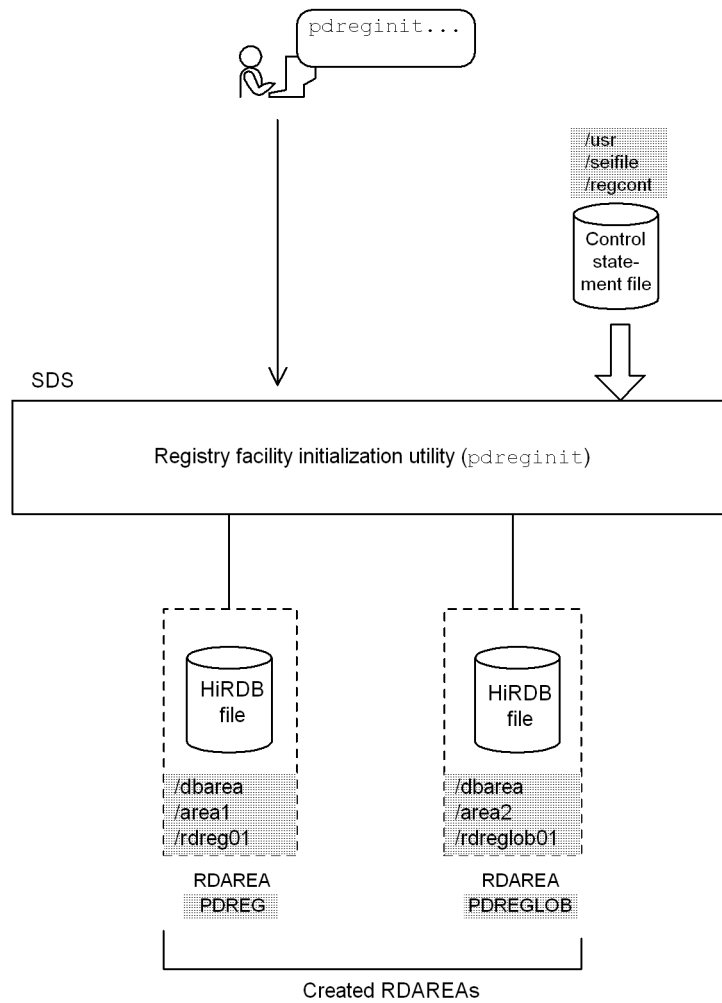 pdreginit...
/usr
/seifile
/regcont
Control
state-
ment file
SDS
Registry facility initialization utility (pdreginit)
HiRDB
file
/dbarea
/area1
/rdreg01
RDAREA
PDREG
HiRDB
file
/dbarea
/area2
/rdreglob01
RDAREA
PDREGLOB
Created RDAREAs